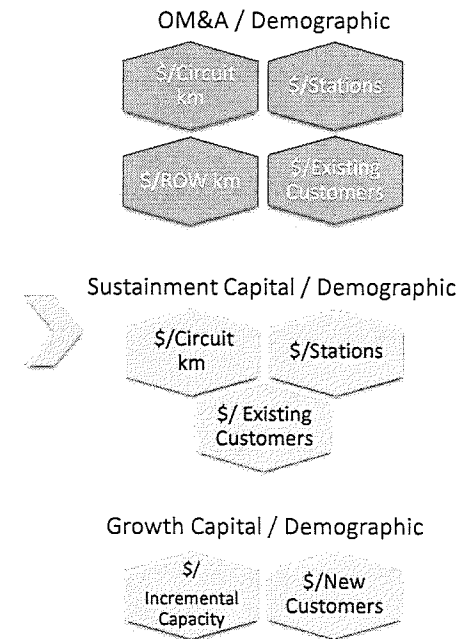 OM&A / Demographic
$/Circuit
km
$/Stations
$/ROW km
$/Existing
Customers
Sustainment Capital / Demographic
$/Circuit
km
$/Stations
$/ Existing
Customers
Growth Capital / Demographic
$/
Incremental
Capacity
$/New
Customers